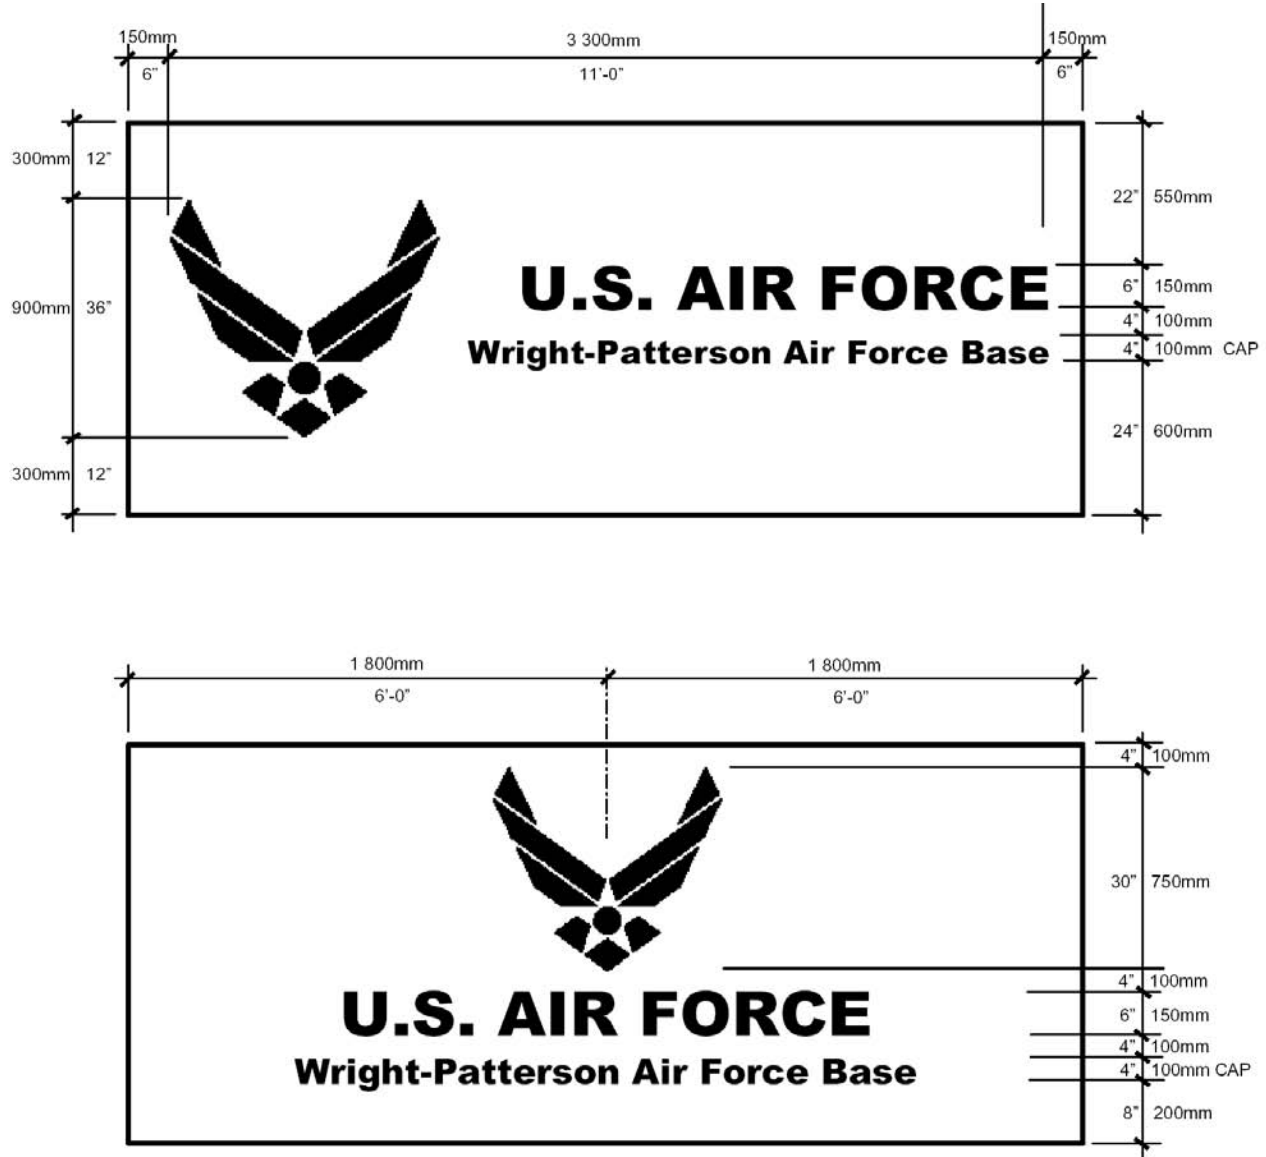 150mm 3 300mm 150mm
6" 11'-0" 6"
300mm 12"
22" 550mm
U.S. AIR FORCE
6" 150mm
900mm 36"
4" 100mm
Wright-Patterson Air Force Base
4" 100mm CAP
24" 600mm
300mm 12"
1 800mm 1 800mm
6'-0" 6'-0"
4" 100mm
30" 750mm
4" 100mm
U.S. AIR FORCE
6" 150mm
4" 100mm
Wright-Patterson Air Force Base
4" 100mm CAP
8" 200mm